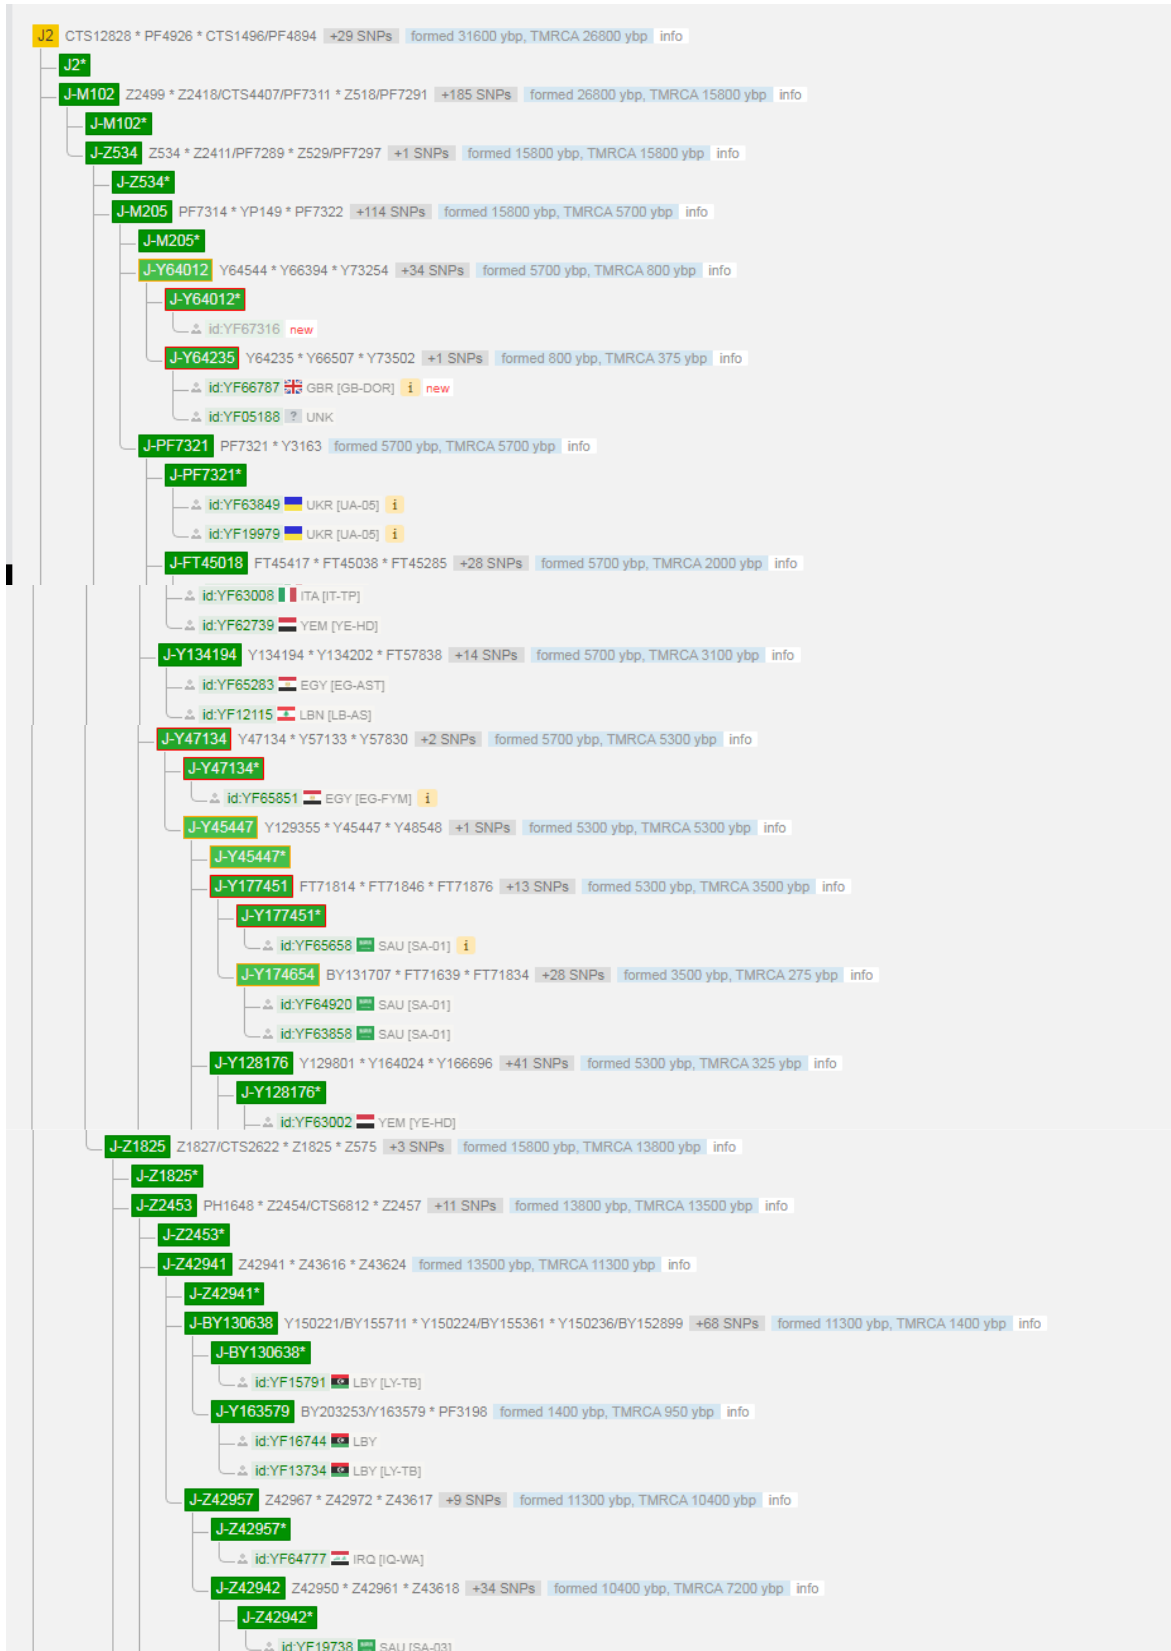 J2 CTS12828 * PF4926 * CTS1496/PF4894 +29 SNPs formed 31600 ybp, TMRCA 26800 ybp info
J2*
J-M102 Z2499 * Z2418/CTS4407/PF7311 * Z518/PF7291 +185 SNPs formed 26800 ybp, TMRCA 15800 ybp info
J-M102*
J-Z534 Z534 * Z2411/PF7289 * Z529/PF7297 +1 SNPs formed 15800 ybp, TMRCA 15800 ybp info
J-Z534*
J-M205 PF7314 * YP149 * PF7322 +114 SNPs formed 15800 ybp, TMRCA 5700 ybp info
J-M205*
J-Y64012 Y64544 * Y66394 * Y73254 +34 SNPs formed 5700 ybp, TMRCA 800 ybp info
J-Y64012*
id:YF67316 new
J-Y64235 Y64235 * Y66507 * Y73502 +1 SNPs formed 800 ybp, TMRCA 375 ybp info
id:YF66787 GBR [GB-DOR] i new
id:YF05188 ? UNK
J-PF7321 PF7321 * Y3163 formed 5700 ybp, TMRCA 5700 ybp info
J-PF7321*
id:YF63849 UKR [UA-05] i
id:YF19979 UKR [UA-05] i
J-FT45018 FT45417 * FT45038 * FT45285 +28 SNPs formed 5700 ybp, TMRCA 2000 ybp info
id:YF63008 ITA [IT-TP]
id:YF62739 YEM [YE-HD]
J-Y134194 Y134194 * Y134202 * FT57838 +14 SNPs formed 5700 ybp, TMRCA 3100 ybp info
id:YF65283 EGY [EG-AST]
id:YF12115 LBN [LB-AS]
J-Y47134 Y47134 * Y57133 * Y57830 +2 SNPs formed 5700 ybp, TMRCA 5300 ybp info
J-Y47134*
id:YF65851 EGY [EG-FYM] i
J-Y45447 Y129355 * Y45447 * Y48548 +1 SNPs formed 5300 ybp, TMRCA 5300 ybp info
J-Y45447*
J-Y177451 FT71814 * FT71846 * FT71876 +13 SNPs formed 5300 ybp, TMRCA 3500 ybp info
J-Y177451*
id:YF65658 SAU [SA-01] i
J-Y174654 BY131707 * FT71639 * FT71834 +28 SNPs formed 3500 ybp, TMRCA 275 ybp info
id:YF64920 SAU [SA-01]
id:YF63858 SAU [SA-01]
J-Y128176 Y129801 * Y164024 * Y166696 +41 SNPs formed 5300 ybp, TMRCA 325 ybp info
J-Y128176*
id:YF63002 YEM [YE-HD]
J-Z1825 Z1827/CTS2622 * Z1825 * Z575 +3 SNPs formed 15800 ybp, TMRCA 13800 ybp info
J-Z1825*
J-Z2453 PH1648 * Z2454/CTS6812 * Z2457 +11 SNPs formed 13800 ybp, TMRCA 13500 ybp info
J-Z2453*
J-Z42941 Z42941 * Z43616 * Z43624 formed 13500 ybp, TMRCA 11300 ybp info
J-Z42941*
J-BY130638 Y150221/BY155711 * Y150224/BY155361 * Y150236/BY152899 +68 SNPs formed 11300 ybp, TMRCA 1400 ybp info
J-BY130638*
id:YF15791 LBY [LY-TB]
J-Y163579 BY203253/Y163579 * PF3198 formed 1400 ybp, TMRCA 950 ybp info
id:YF16744 LBY
id:YF13734 LBY [LY-TB]
J-Z42957 Z42967 * Z42972 * Z43617 +9 SNPs formed 11300 ybp, TMRCA 10400 ybp info
J-Z42957*
id:YF64777 IRQ [IQ-WA]
J-Z42942 Z42950 * Z42961 * Z43618 +34 SNPs formed 10400 ybp, TMRCA 7200 ybp info
J-Z42942*
id:YF19738 SAU [SA-03]